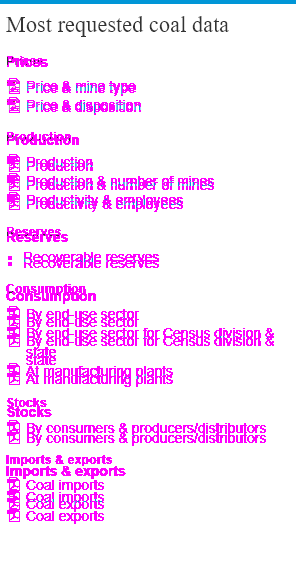 Most requested coal data
Prices
Price & mine type
Price & disposition
Production
Production
Production & number of mines
Productivity & employees
Reserves
Recoverable reserves
Consumption
By end-use sector
By end-use sector for Census division &
state
At manufacturing plants
Stocks
By consumers & producers/distributors
Imports & exports
Coal imports
Coal exports